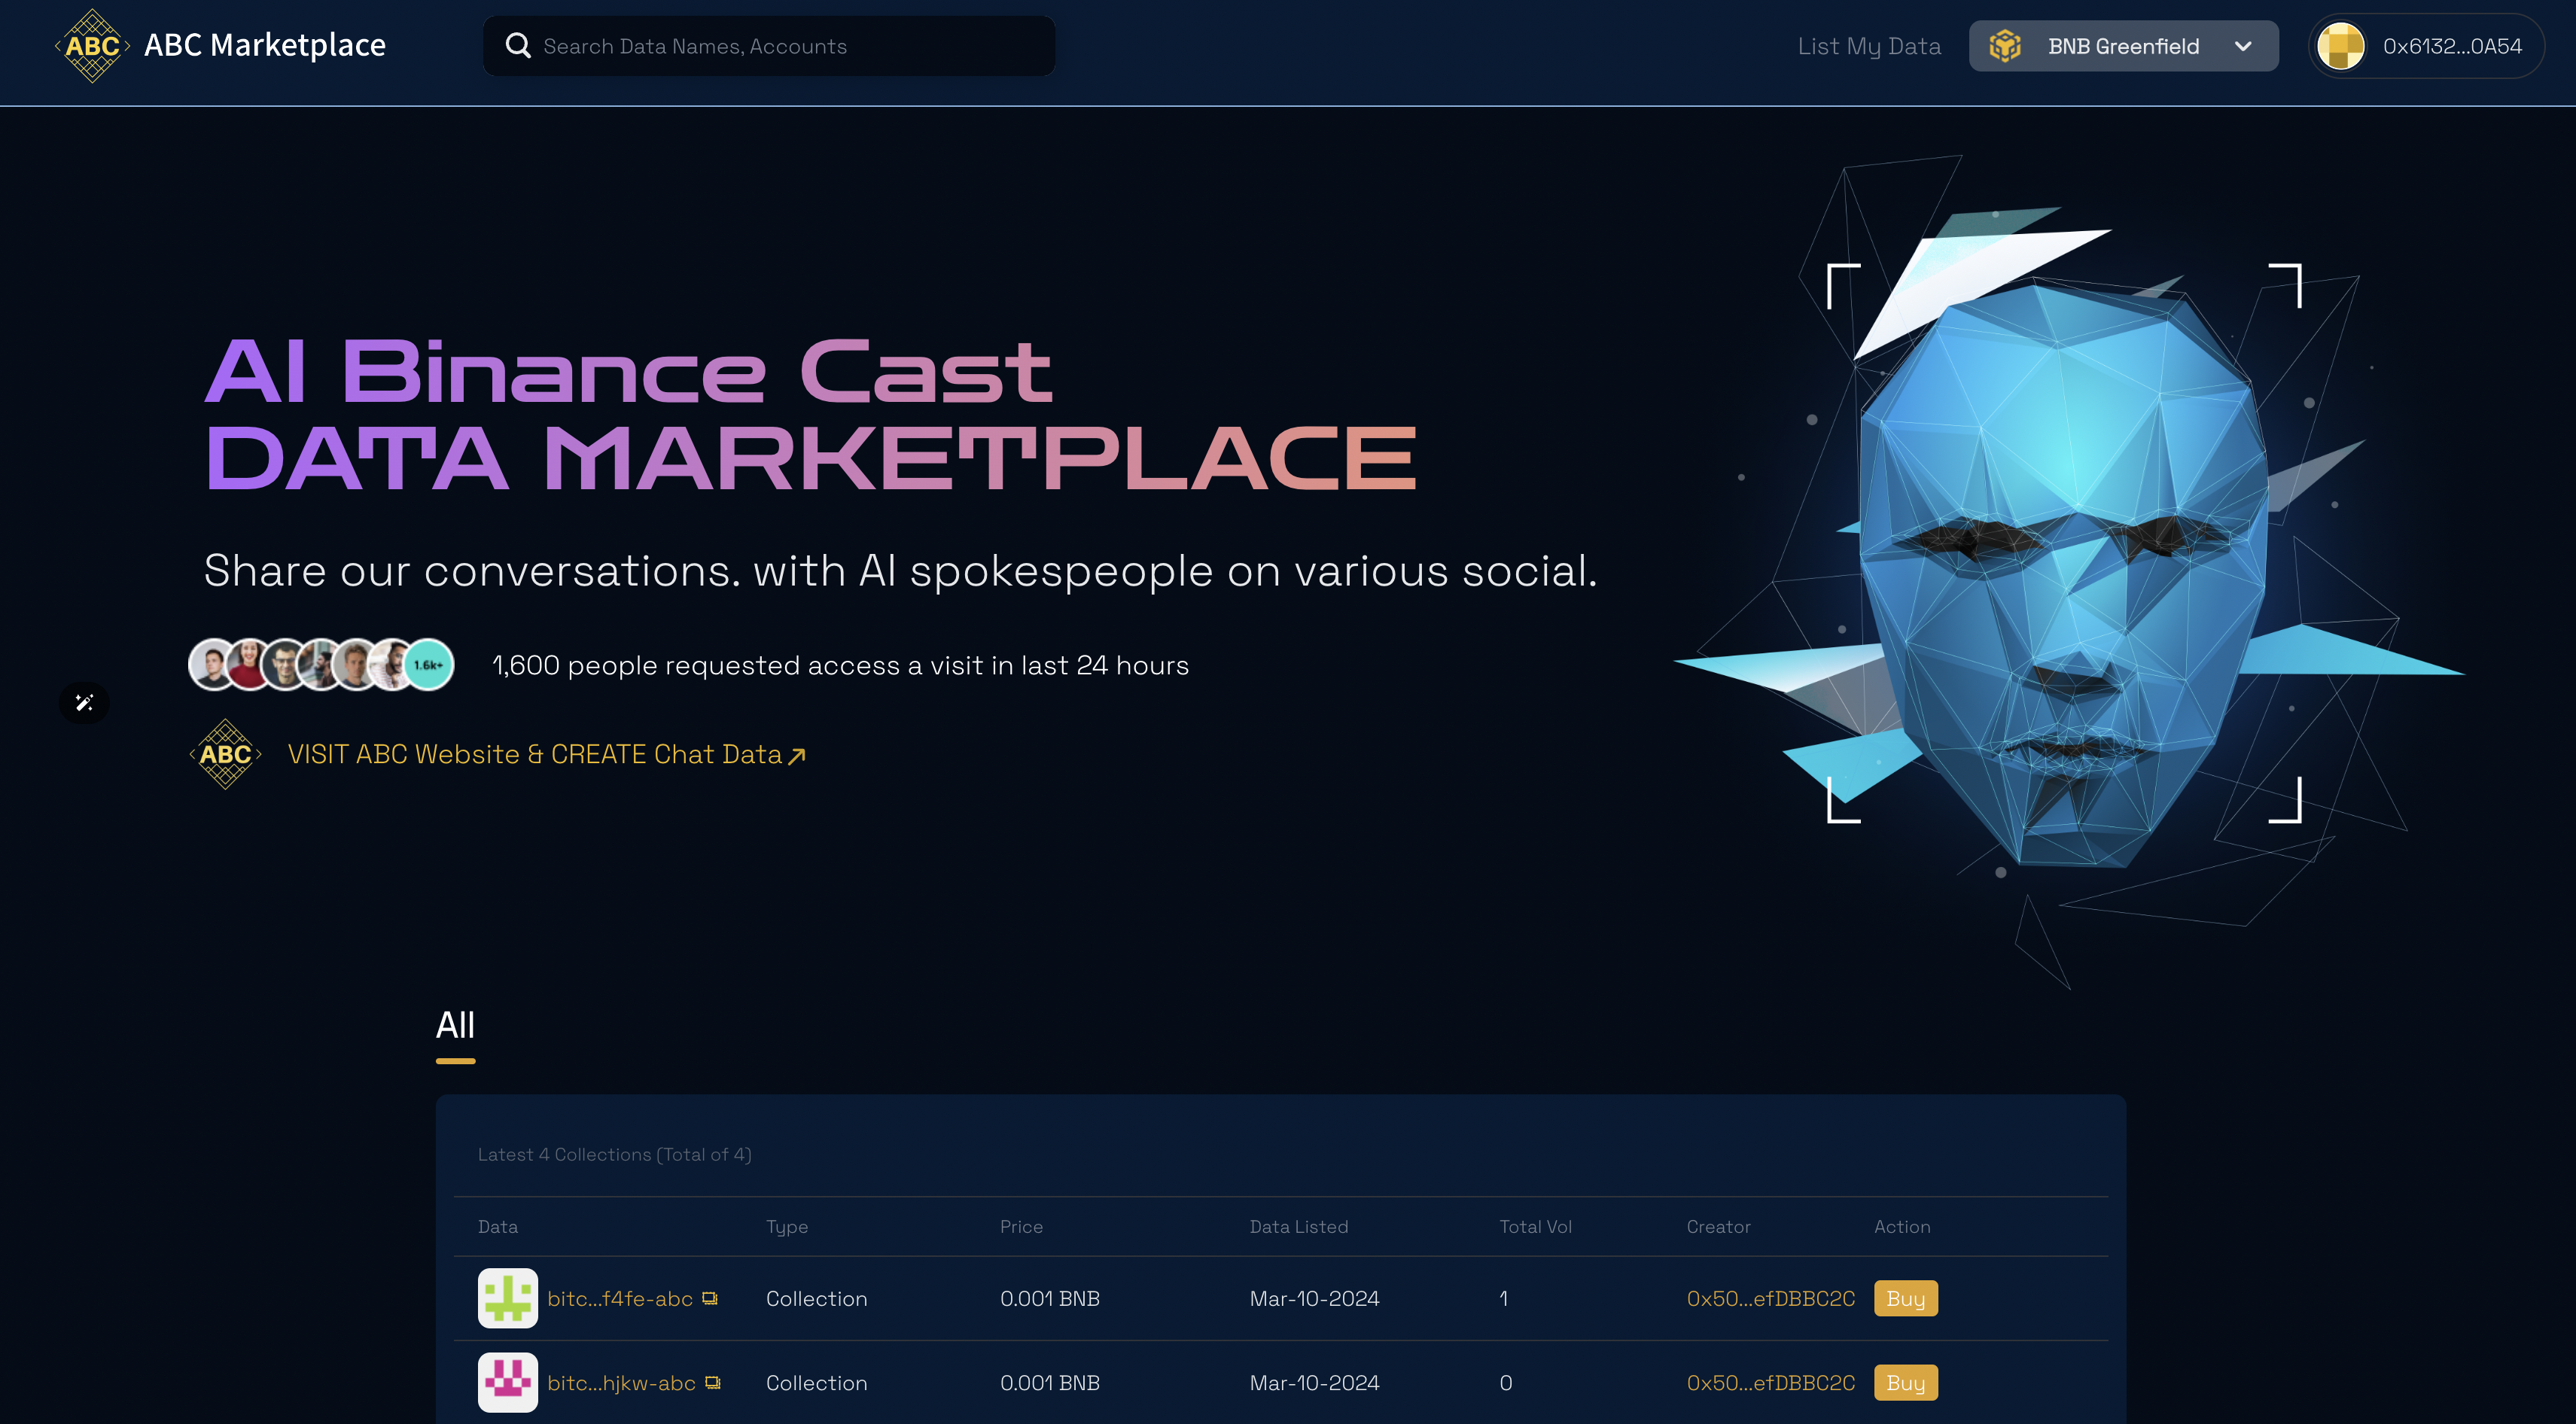 ABC
ABC Marketplace
Search Data Names, Accounts
List My Data
BNB Greenfield
0x6132...0A54
AI Binance Cast
DATA MARKETPLACE
Share our conversations. with AI spokespeople on various social.
1.6k+
1,600 people requested access a visit in last 24 hours
ABC
VISIT ABC Website & CREATE Chat Data
All
Latest 4 Collections (Total of 4)
Data Type Price Data Listed Total Vol Creator Action
bitc...f4fe-abc Collection 0.001 BNB Mar-10-2024 1 0x50...efDBBC2C Buy
bitc...hjkw-abc Collection 0.001 BNB Mar-10-2024 0 0x50...efDBBC2C Buy